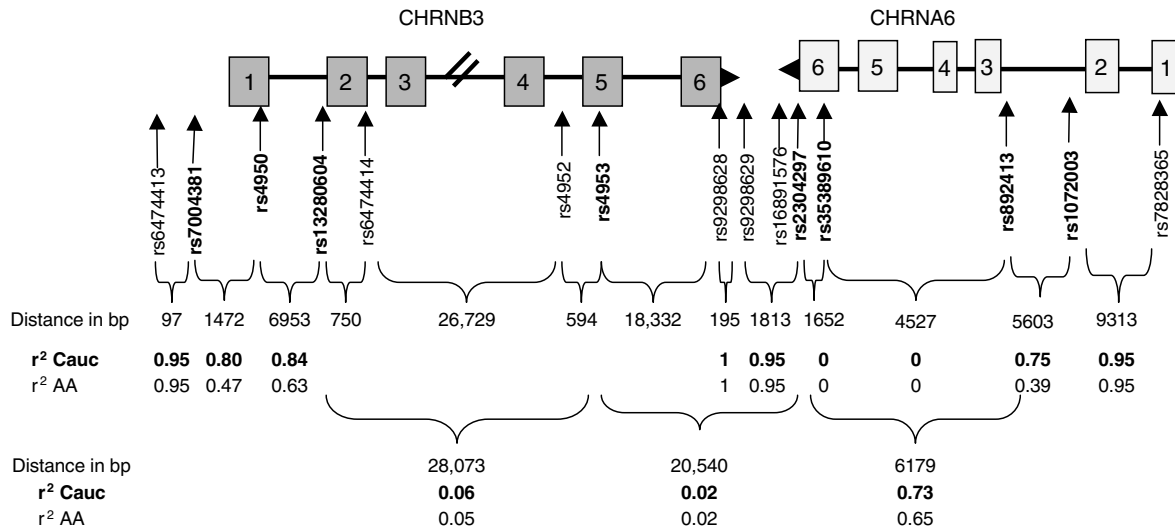 CHRNB3 CHRNA6
1 2 3 4 5 6 6 5 4 3 2 1
rs6474413 rs7004381 rs4950 rs13280604 rs6474414 rs4952 rs4953 rs9298628 rs9298629 rs16891576 rs2304297 rs35389610 rs892413 rs1072003 rs7828365
Distance in bp 97 1472 6953 750 26,729 594 18,332 195 1813 1652 4527 5603 9313
r² Cauc 0.95 0.80 0.84 1 0.95 0 0 0.75 0.95
r² AA 0.95 0.47 0.63 1 0.95 0 0 0.39 0.95
Distance in bp 28,073 20,540 6179
r² Cauc 0.06 0.02 0.73
r² AA 0.05 0.02 0.65